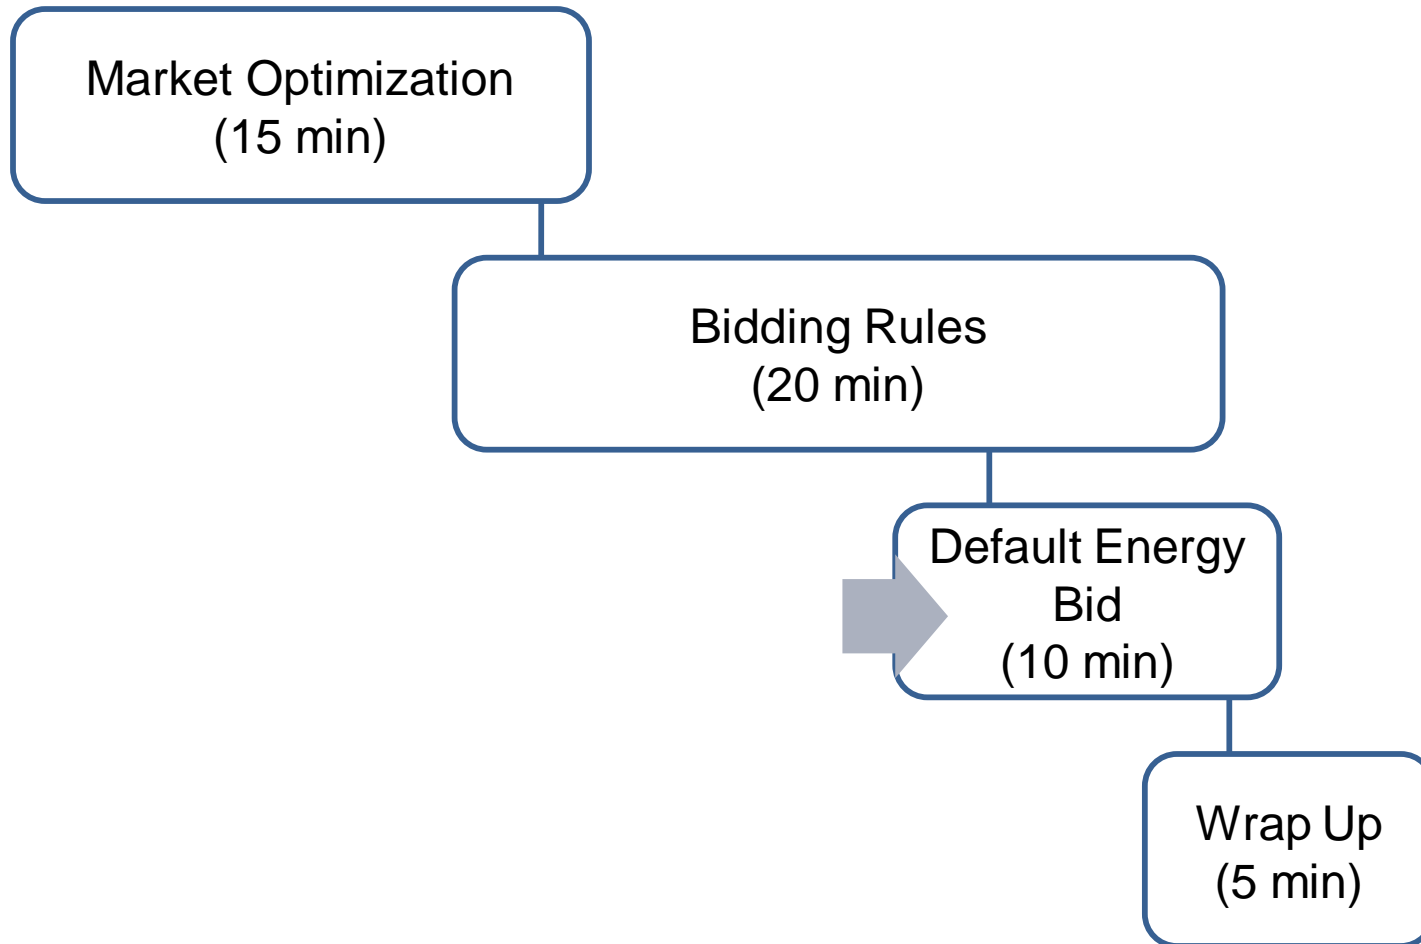 Market Optimization
(15 min)
Bidding Rules
(20 min)
Default Energy
Bid
(10 min)
Wrap Up
(5 min)